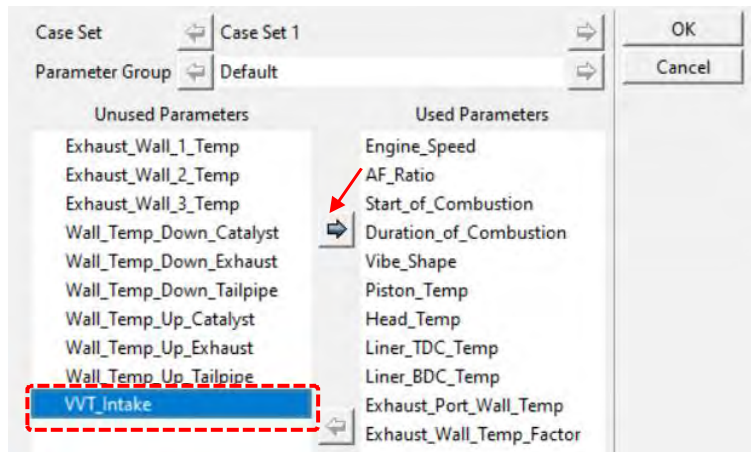 Case Set Case Set 1 OK
Parameter Group Default Cancel
Unused Parameters Used Parameters
Exhaust_Wall_1_Temp Engine_Speed
Exhaust_Wall_2_Temp AF_Ratio
Exhaust_Wall_3_Temp Start_of_Combustion
Wall_Temp_Down_Catalyst Duration_of_Combustion
Wall_Temp_Down_Exhaust Vibe_Shape
Wall_Temp_Down_Tailpipe Piston_Temp
Wall_Temp_Up_Catalyst Head_Temp
Wall_Temp_Up_Exhaust Liner_TDC_Temp
Wall_Temp_Up_Tailpipe Liner_BDC_Temp
VVT_Intake Exhaust_Port_Wall_Temp
Exhaust_Wall_Temp_Factor